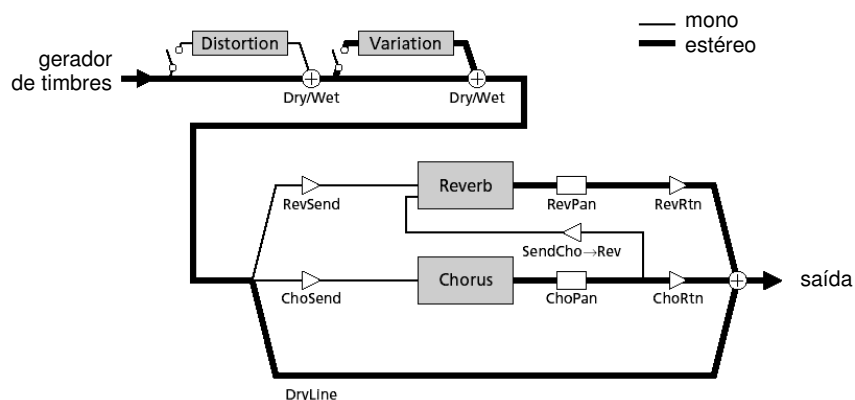 mono
estéreo
gerador
de timbres
Distortion
Variation
Dry/Wet
Dry/Wet
Reverb
RevSend
RevPan
RevRtn
SendCho→Rev
Chorus
ChoSend
ChoPan
ChoRtn
saída
DryLine